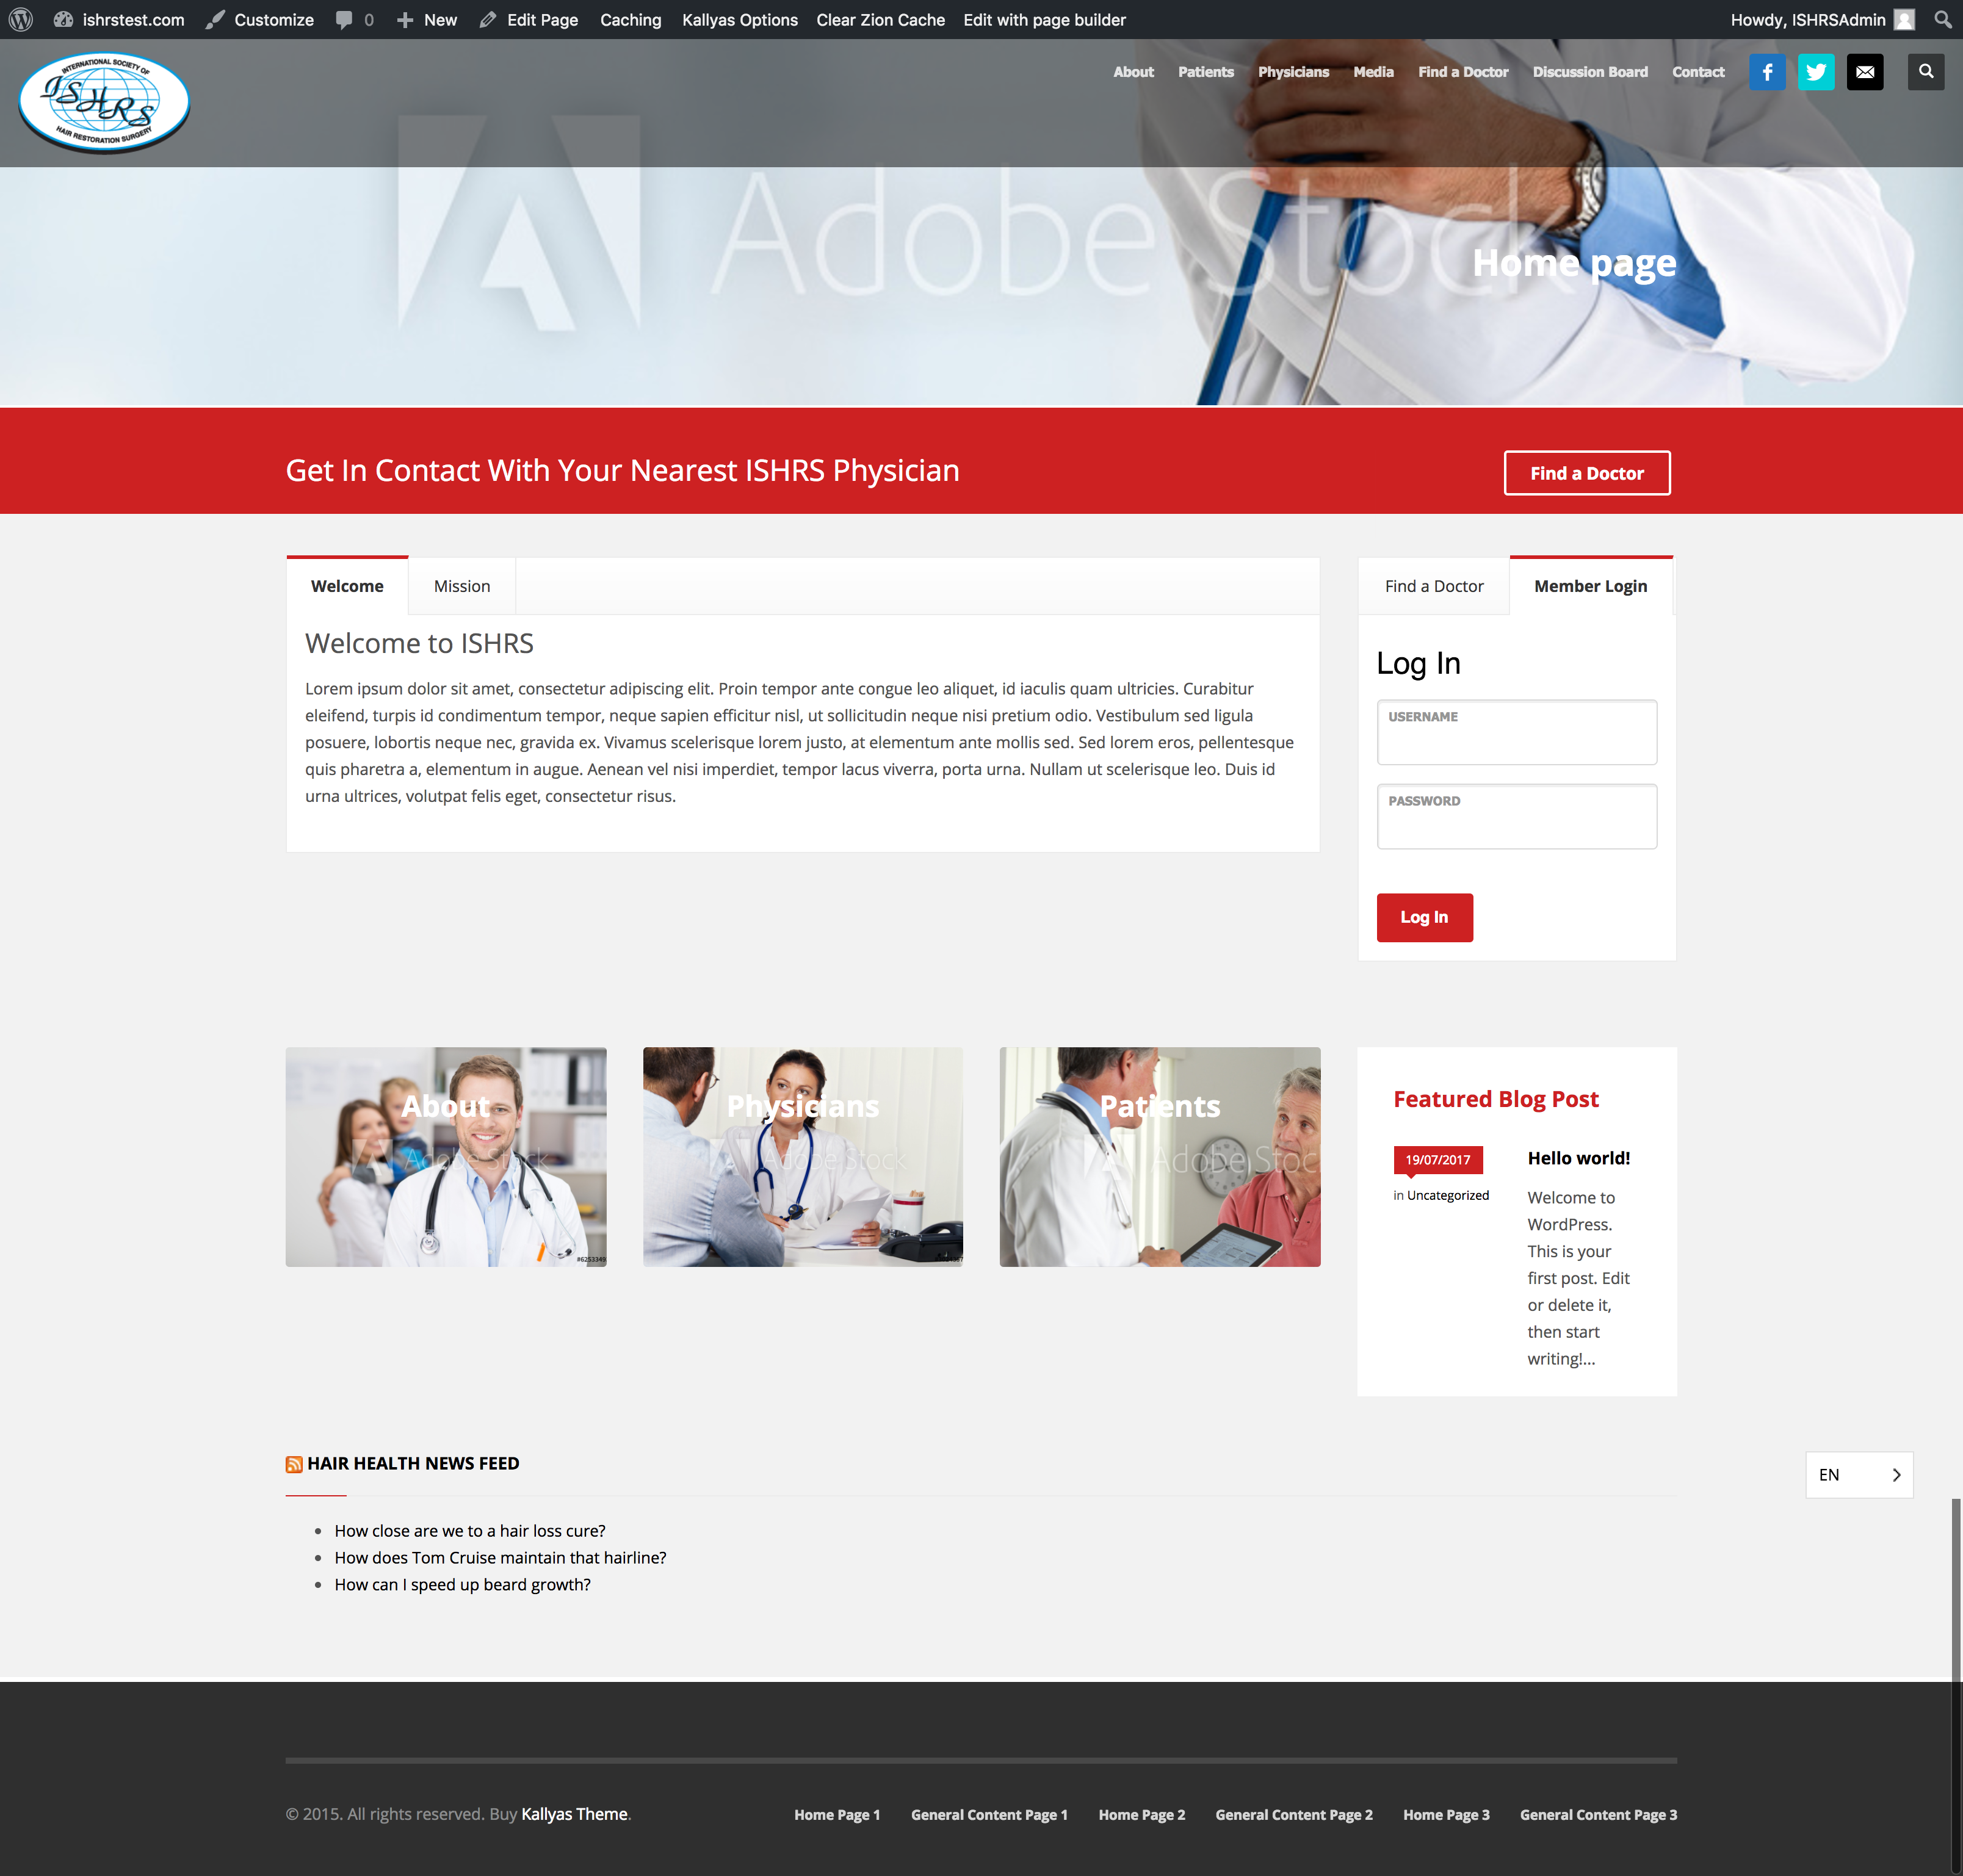 ishrstest.com Customize 0 New Edit Page Caching Kallyas Options Clear Zion Cache Edit with page builder Howdy, ISHRSAdmin
INTERNATIONAL SOCIETY OF
ISHRS
HAIR RESTORATION SURGERY
About Patients Physicians Media Find a Doctor Discussion Board Contact
Adobe Stock
Home page
Get In Contact With Your Nearest ISHRS Physician
Find a Doctor
Welcome Mission
Welcome to ISHRS
Lorem ipsum dolor sit amet, consectetur adipiscing elit. Proin tempor ante congue leo aliquet, id iaculis quam ultricies. Curabitur
eleifend, turpis id condimentum tempor, neque sapien efficitur nisl, ut sollicitudin neque nisi pretium odio. Vestibulum sed ligula
posuere, lobortis neque nec, gravida ex. Vivamus scelerisque lorem justo, at elementum ante mollis sed. Sed lorem eros, pellentesque
quis pharetra a, elementum in augue. Aenean vel nisi imperdiet, tempor lacus viverra, porta urna. Nullam ut scelerisque leo. Duis id
urna ultrices, volutpat felis eget, consectetur risus.
Find a Doctor Member Login
Log In
USERNAME
PASSWORD
Log In
About
Adobe Stock
#6253349
Physicians
Adobe Stock
Patients
Adobe Stoc
Featured Blog Post
19/07/2017
in Uncategorized
Hello world!
Welcome to
WordPress.
This is your
first post. Edit
or delete it,
then start
writing!...
HAIR HEALTH NEWS FEED
EN
How close are we to a hair loss cure?
How does Tom Cruise maintain that hairline?
How can I speed up beard growth?
© 2015. All rights reserved. Buy Kallyas Theme.
Home Page 1 General Content Page 1 Home Page 2 General Content Page 2 Home Page 3 General Content Page 3